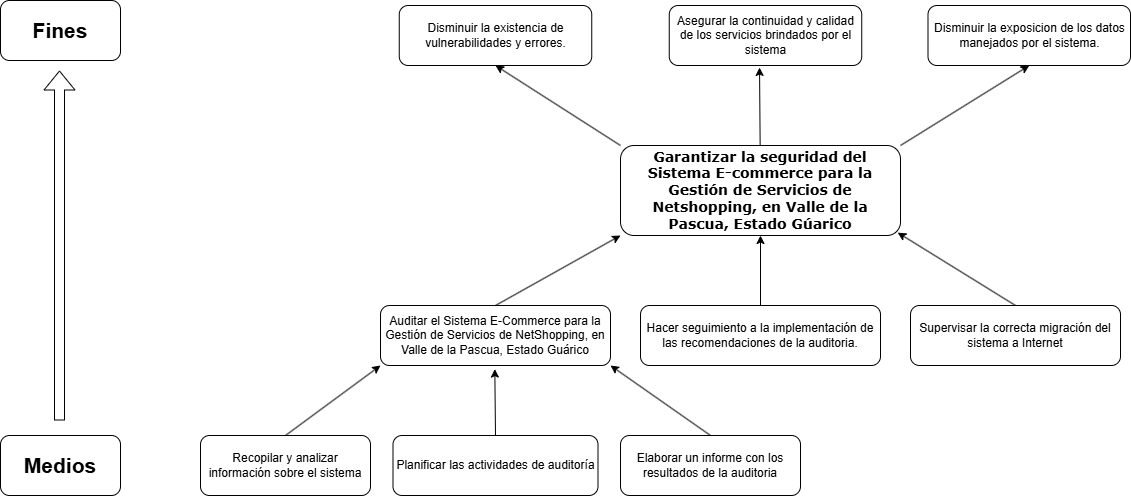 Fines
Disminuir la existencia de
vulnerabilidades y errores.
Asegurar la continuidad y calidad
de los servicios brindados por el
sistema
Disminuir la exposicion de los datos
manejados por el sistema.
Garantizar la seguridad del
Sistema E-commerce para la
Gestión de Servicios de
Netshopping, en Valle de la
Pascua, Estado Gúarico
Auditar el Sistema E-Commerce para la
Gestión de Servicios de NetShopping, en
Valle de la Pascua, Estado Guárico
Hacer seguimiento a la implementación de
las recomendaciones de la auditoria.
Supervisar la correcta migración del
sistema a Internet
Medios
Recopilar y analizar
información sobre el sistema
Planificar las actividades de auditoría
Elaborar un informe con los
resultados de la auditoria